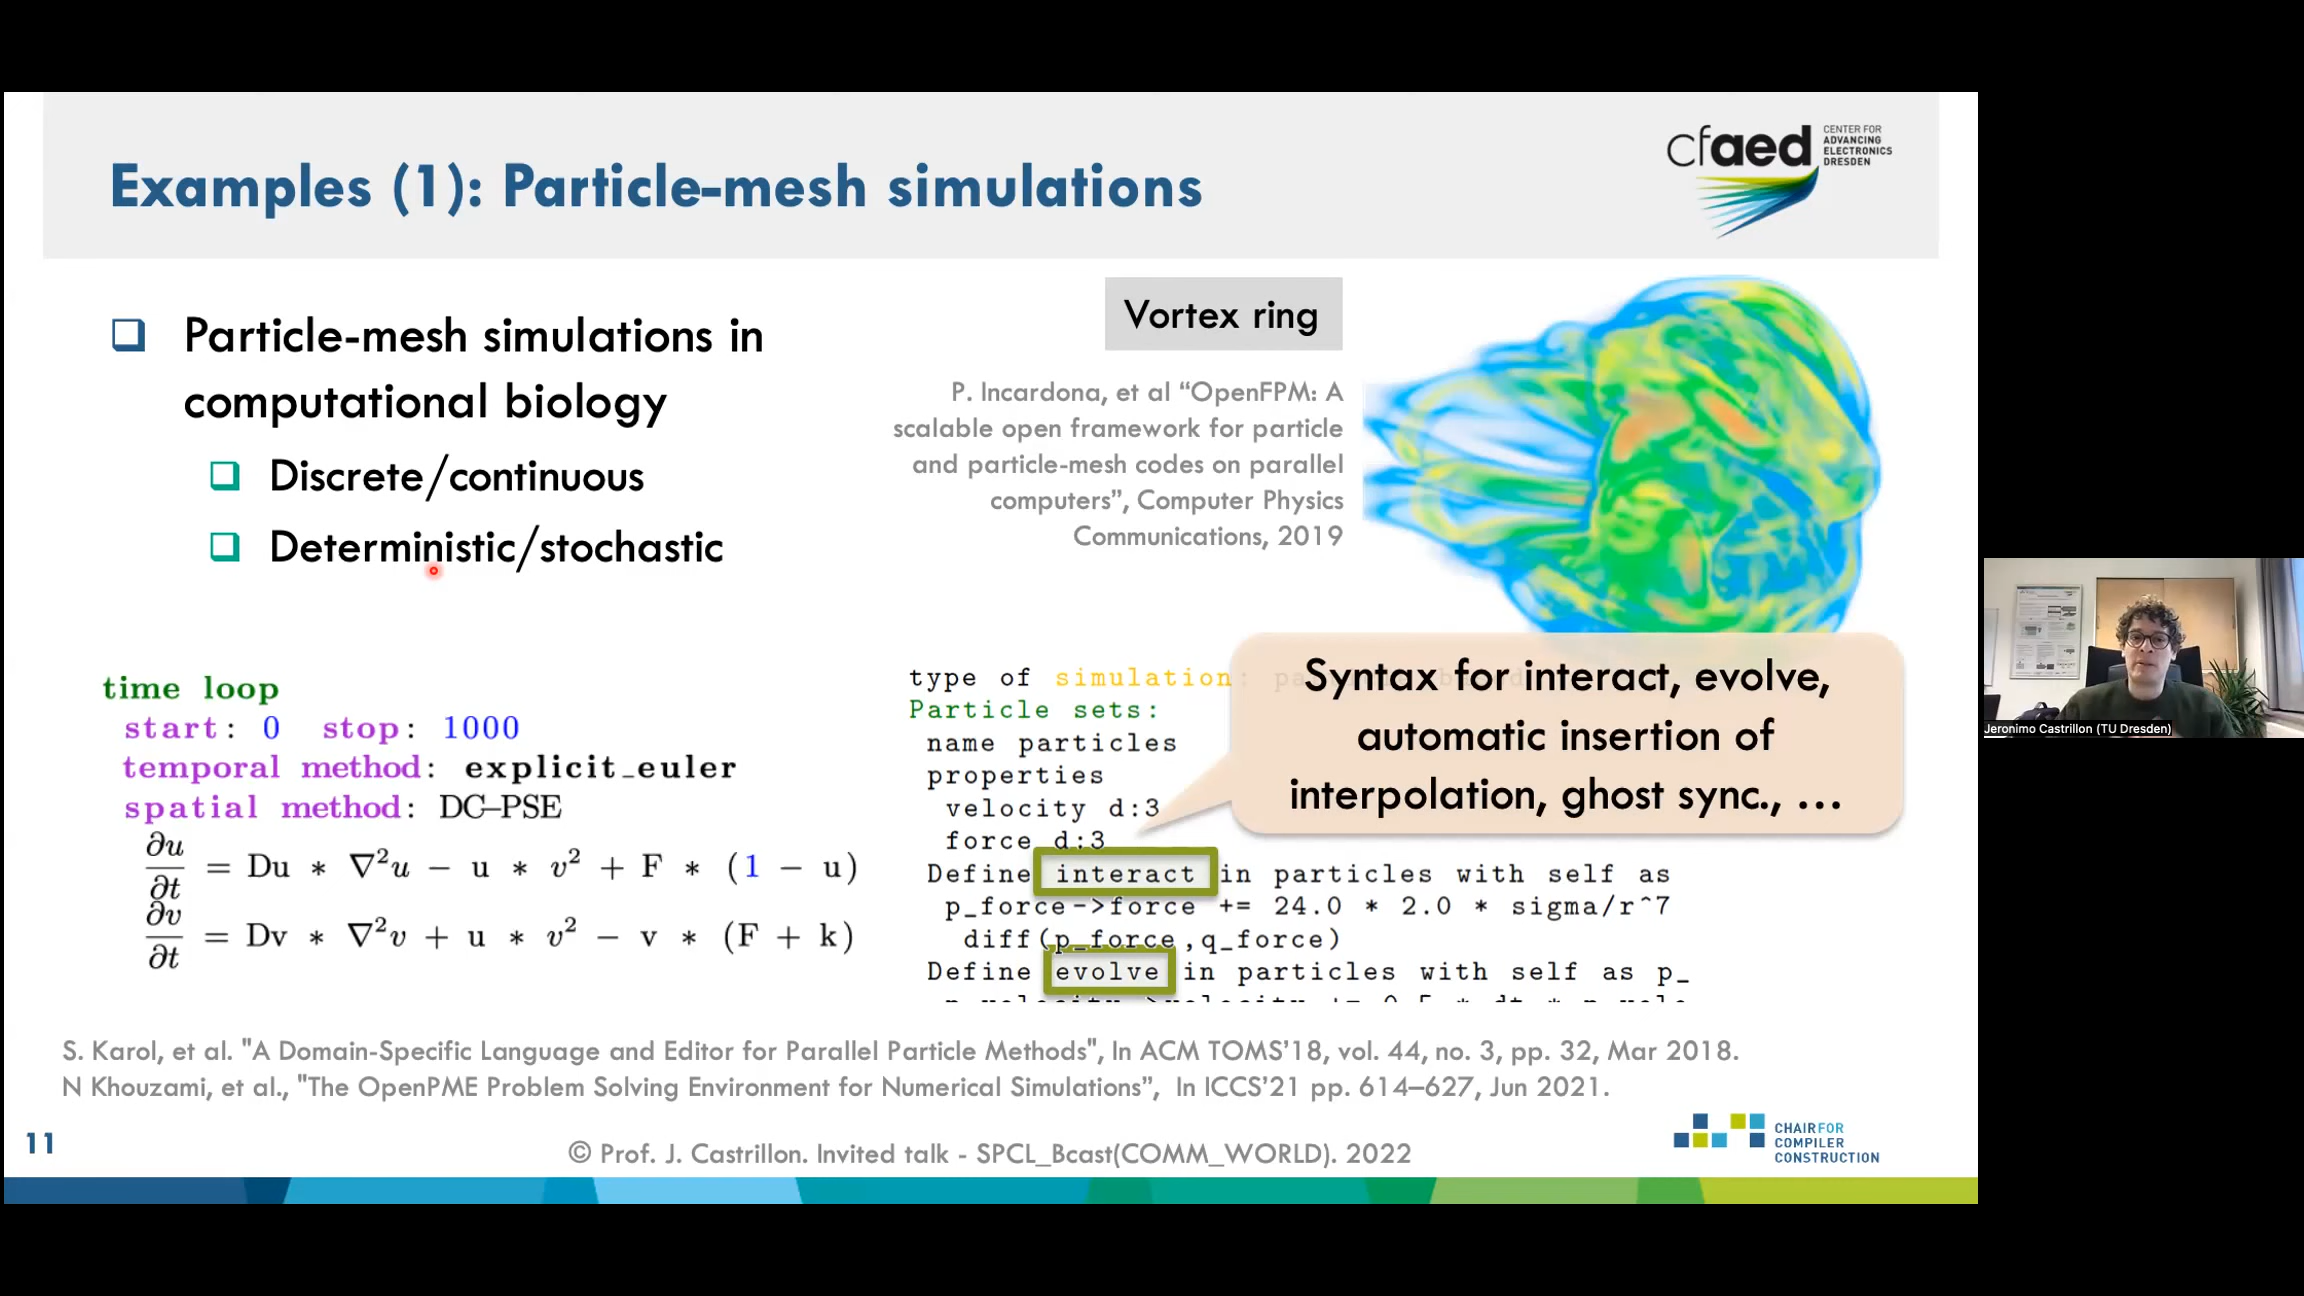 Examples (1): Particle-mesh simulations
cfaed
CENTER FOR
ADVANCING
ELECTRONICS
DRESDEN
❑ Particle-mesh simulations in
computational biology
❑ Discrete/continuous
❑ Deterministic/stochastic
Vortex ring
P. Incardona, et al “OpenFPM: A
scalable open framework for particle
and particle-mesh codes on parallel
computers”, Computer Physics
Communications, 2019
time loop
start: 0 stop: 1000
temporal method: explicit_euler
spatial method: DC–PSE
∂u/∂t = Du * ∇²u − u * v² + F * (1 − u)
∂v/∂t = Dv * ∇²v + u * v² − v * (F + k)
type of simulation:
Particle sets:
name particles
properties
velocity d:3
force d:3
Define interact in particles with self as
p_force->force += 24.0 * 2.0 * sigma/r^7
diff(p_force,q_force)
Define evolve in particles with self as p_
Syntax for interact, evolve,
automatic insertion of
interpolation, ghost sync., …
S. Karol, et al. "A Domain-Specific Language and Editor for Parallel Particle Methods", In ACM TOMS’18, vol. 44, no. 3, pp. 32, Mar 2018.
N Khouzami, et al., "The OpenPME Problem Solving Environment for Numerical Simulations”, In ICCS’21 pp. 614–627, Jun 2021.
11
© Prof. J. Castrillon. Invited talk - SPCL_Bcast(COMM_WORLD). 2022
CHAIR FOR
COMPILER
CONSTRUCTION
Jeronimo Castrillon (TU Dresden)